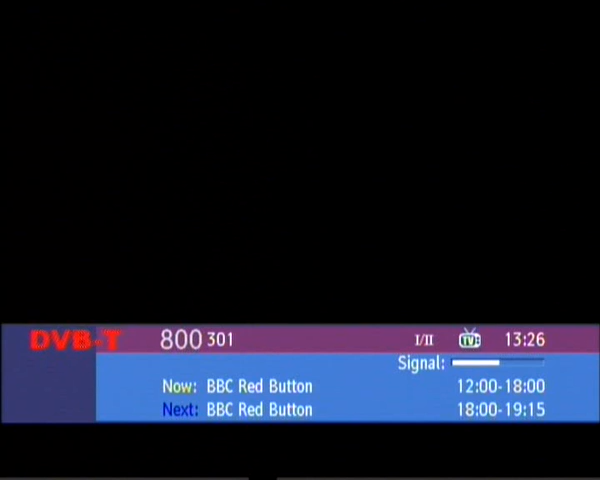 DVB-T 800 301 I/II TV 13:26
Signal:
Now: BBC Red Button 12:00-18:00
Next: BBC Red Button 18:00-19:15